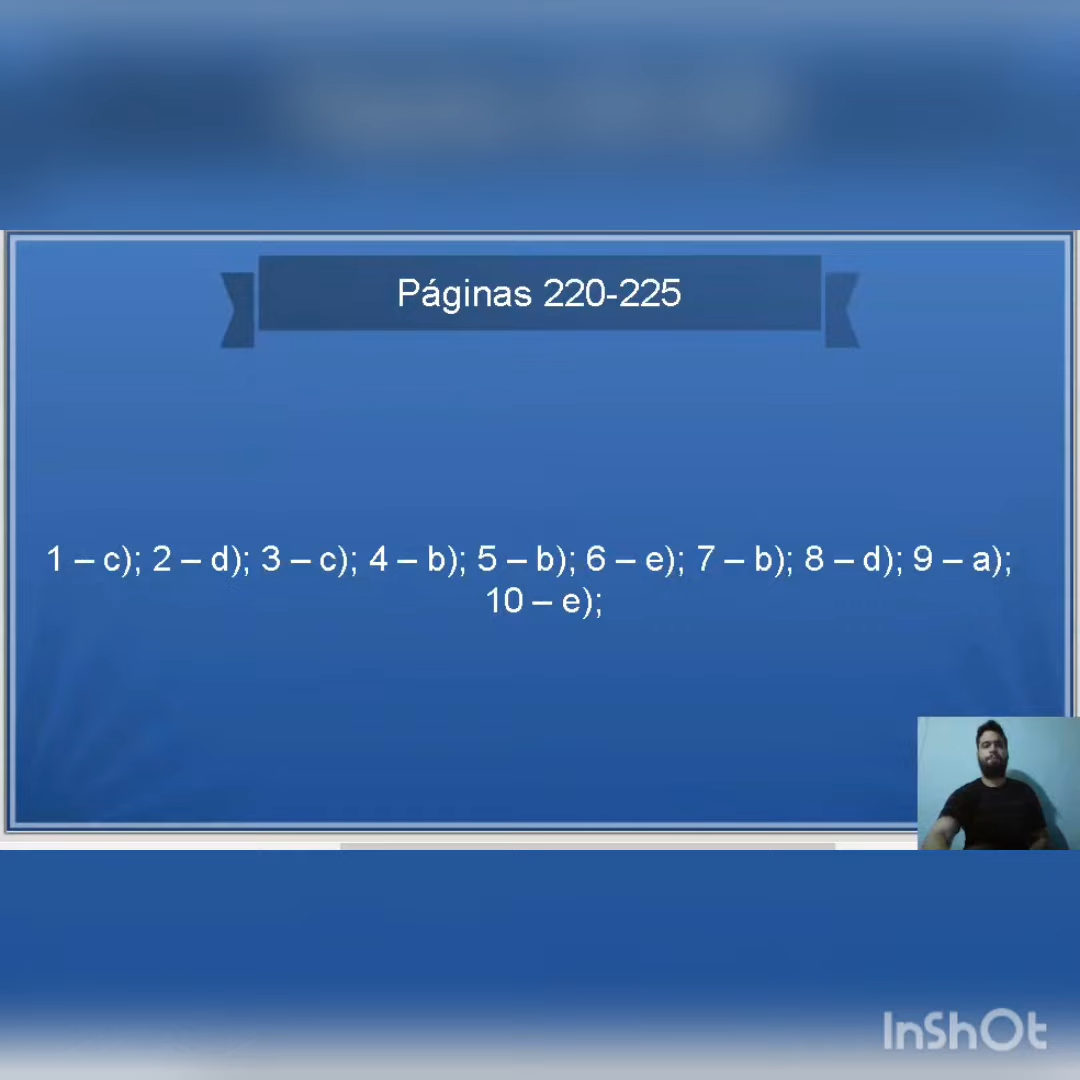 Páginas 220-225
1 – c); 2 – d); 3 – c); 4 – b); 5 – b); 6 – e); 7 – b); 8 – d); 9 – a);
10 – e);
InShOt